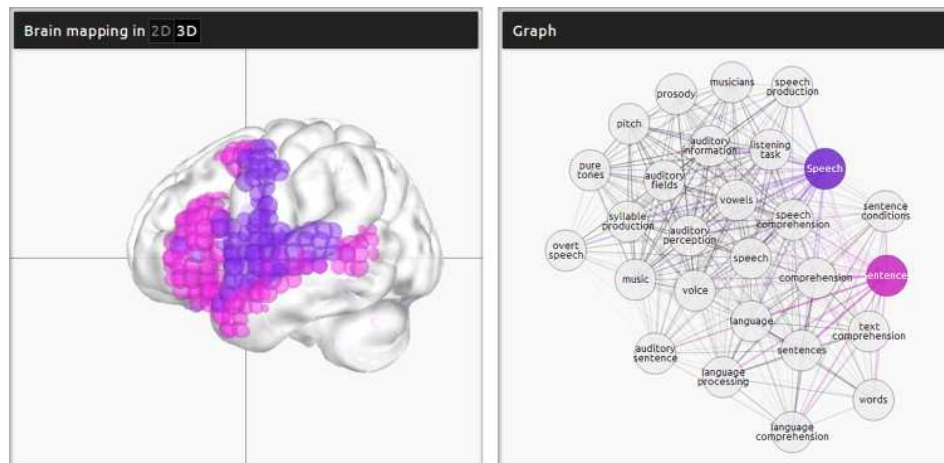 Brain mapping in 2D 3D
Graph
musicians
speech
production
prosody
pitch
auditory
information
listening
task
Speech
pure
tones
auditory
fields
vowels
sentence
conditions
syllable
production
speech
comprehension
auditory
perception
overt
speech
speech
music
voice
comprehension
Sentence
language
text
comprehension
auditory
sentence
sentences
language
processing
words
language
comprehension